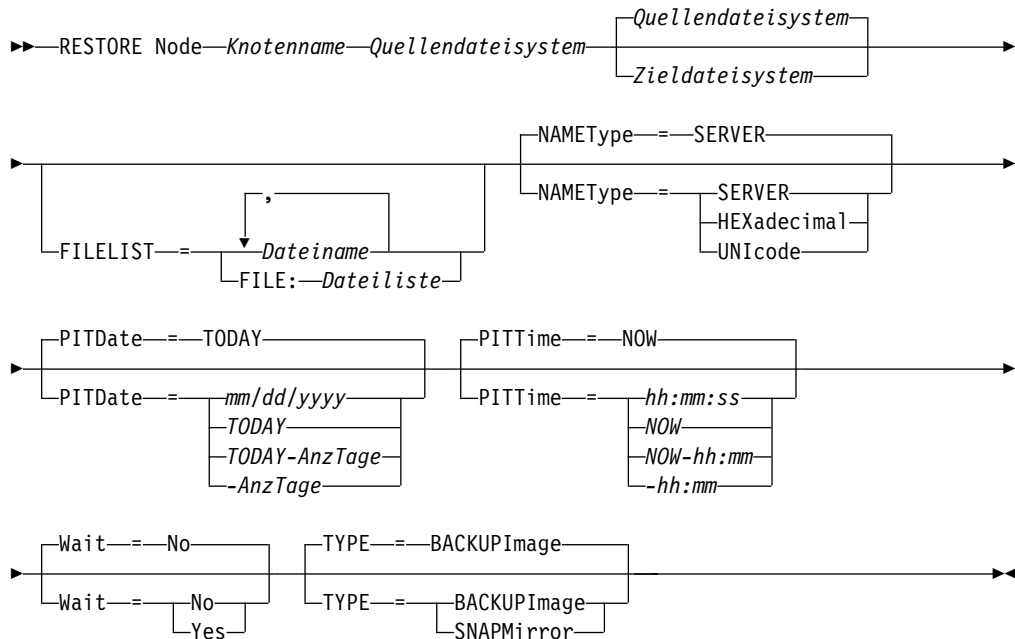 Quellendateisystem
RESTORE Node Knotenname Quellendateisystem
Zieldateisystem
NAMEType = SERVER
,
NAMEType = SERVER
HEXadecimal
UNIcode
FILELIST = Dateiname
FILE: Dateiliste
PITDate = TODAY PITTime = NOW
PITDate = mm/dd/yyyy PITTime = hh:mm:ss
TODAY NOW
TODAY-AnzTage NOW-hh:mm
-AnzTage -hh:mm
Wait = No TYPE = BACKUPImage
Wait = No TYPE = BACKUPImage
Yes SNAPMirror